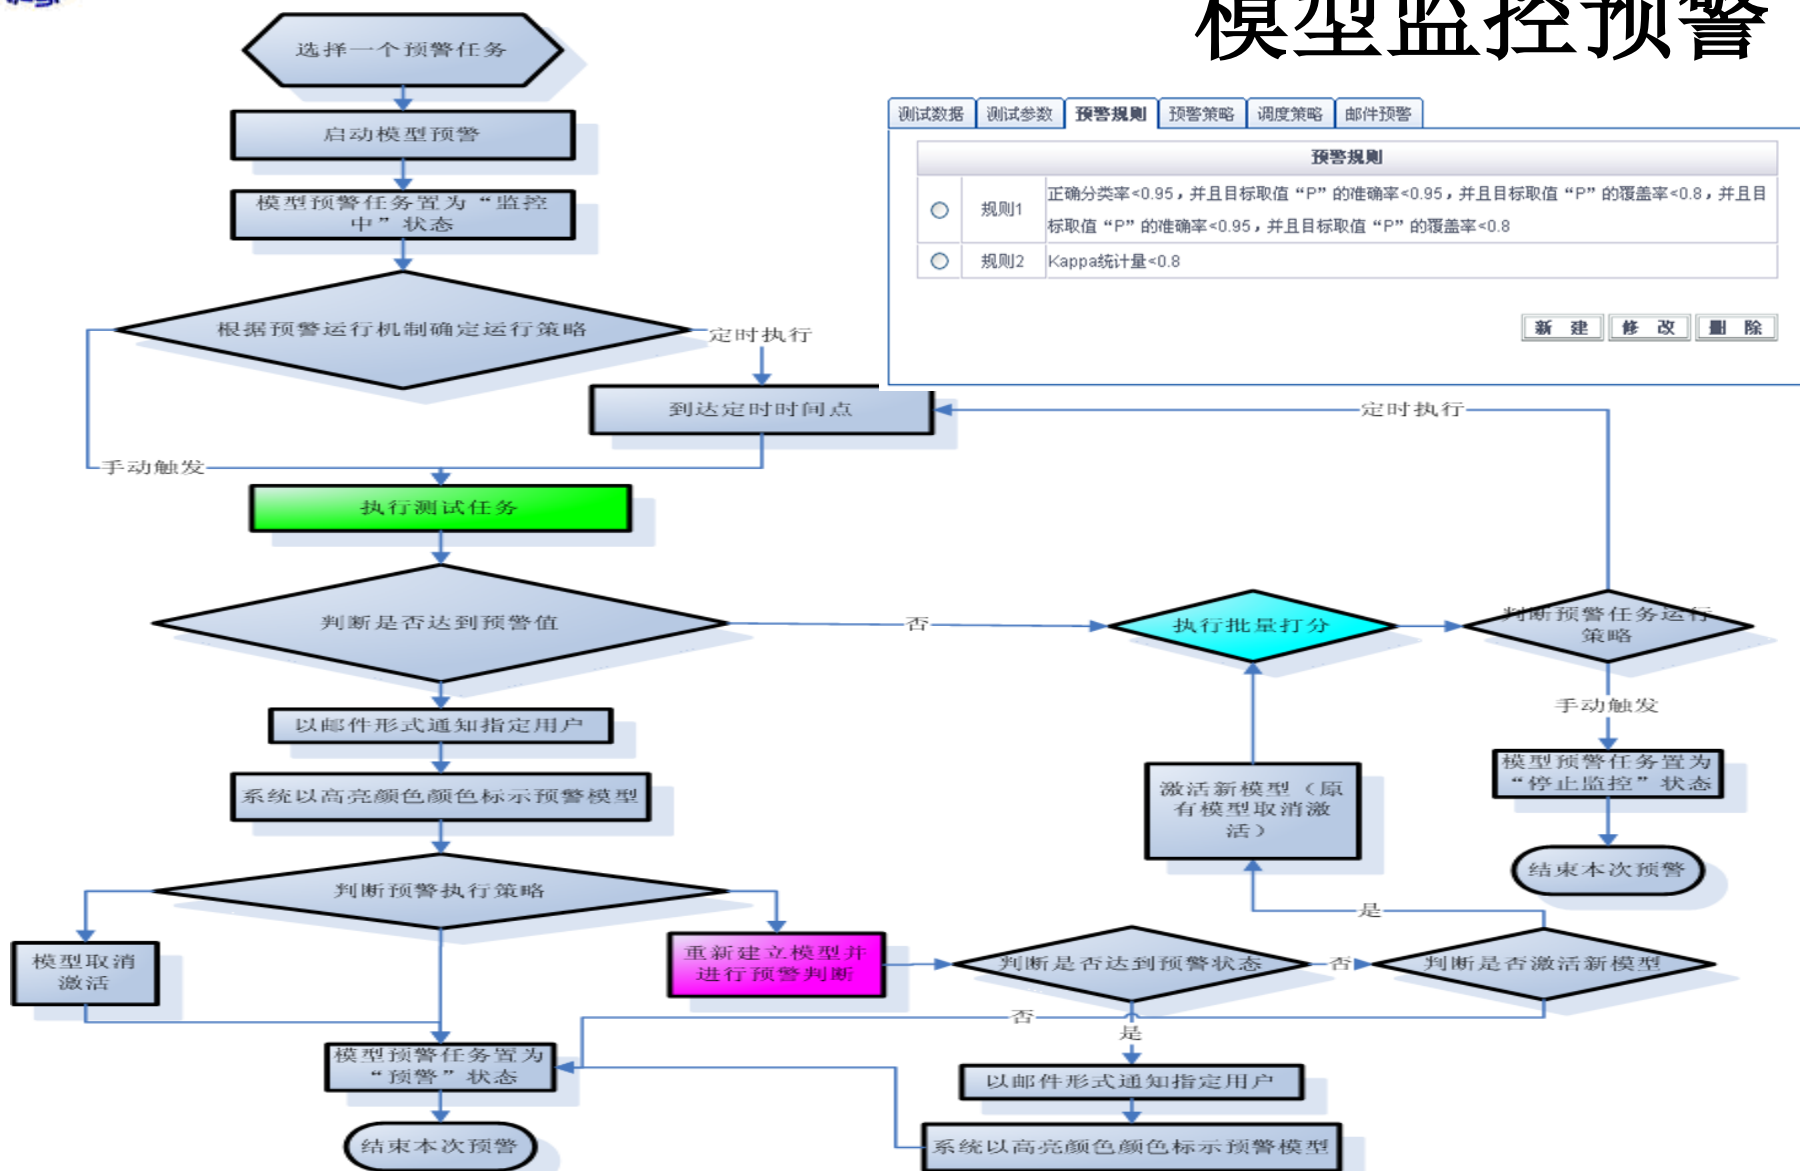 模型监控预警
选择一个预警任务
启动模型预警
模型预警任务置为“监控
中”状态
根据预警运行机制确定运行策略
定时执行
到达定时时间点
手动触发
测试数据
测试参数
预警规则
预警策略
调度策略
邮件预警
预警规则
规则1
正确分类率<0.95，并且目标取值“P”的准确率<0.95，并且目标取值“P”的覆盖率<0.8，并且目
标取值“P”的准确率<0.95，并且目标取值“P”的覆盖率<0.8
规则2
Kappa统计量<0.8
新 建
修 改
删 除
定时执行
执行测试任务
判断是否达到预警值
否
执行批量打分
判断预警任务运行
策略
手动触发
模型预警任务置为
“停止监控”状态
结束本次预警
以邮件形式通知指定用户
系统以高亮颜色颜色标示预警模型
判断预警执行策略
激活新模型（原
有模型取消激
活）
是
模型取消
激活
重新建立模型并
进行预警判断
判断是否达到预警状态
否
判断是否激活新模型
否
是
模型预警任务置为
“预警”状态
以邮件形式通知指定用户
结束本次预警
系统以高亮颜色颜色标示预警模型